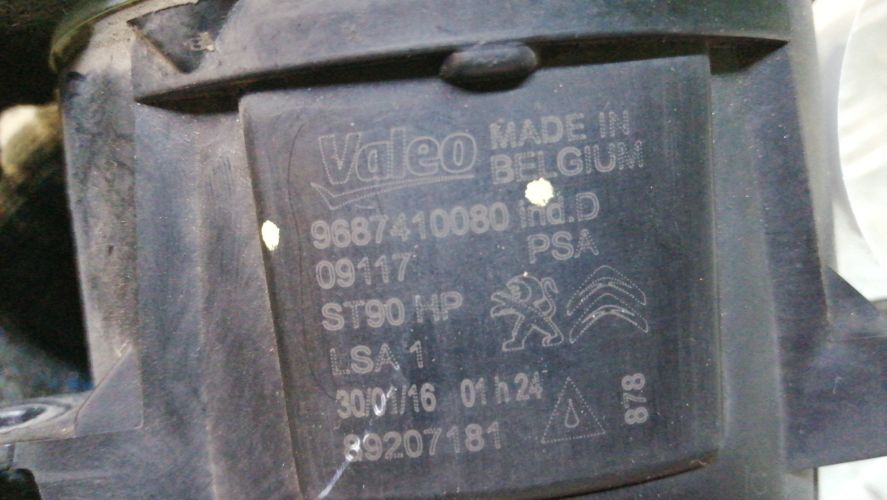 Valeo MADE IN
BELGIUM
9687410080 ind.D
09117 PSA
ST90 HP
LSA 1
30/01/16 01 h 24
89207181
878